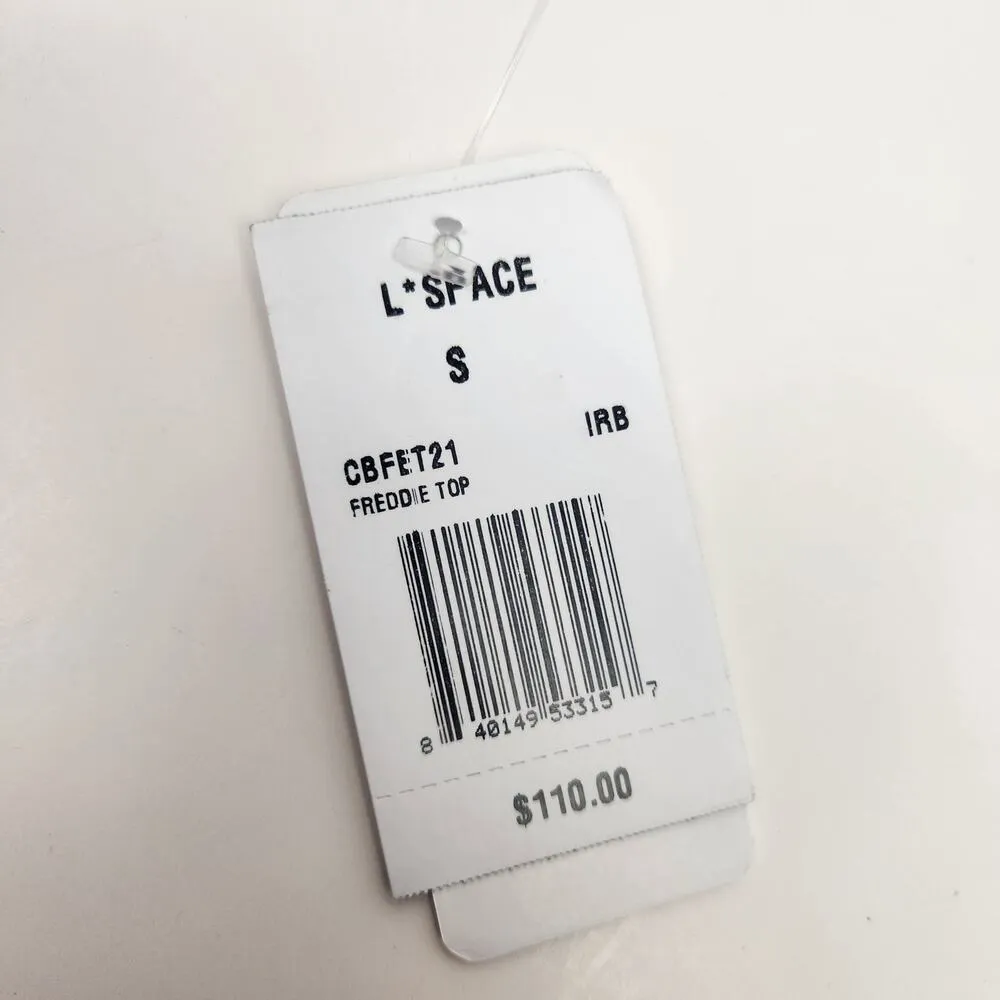 L*SPACE
S
IRB
CBFET21
FREDDIE TOP
8 40149 53315 7
$110.00